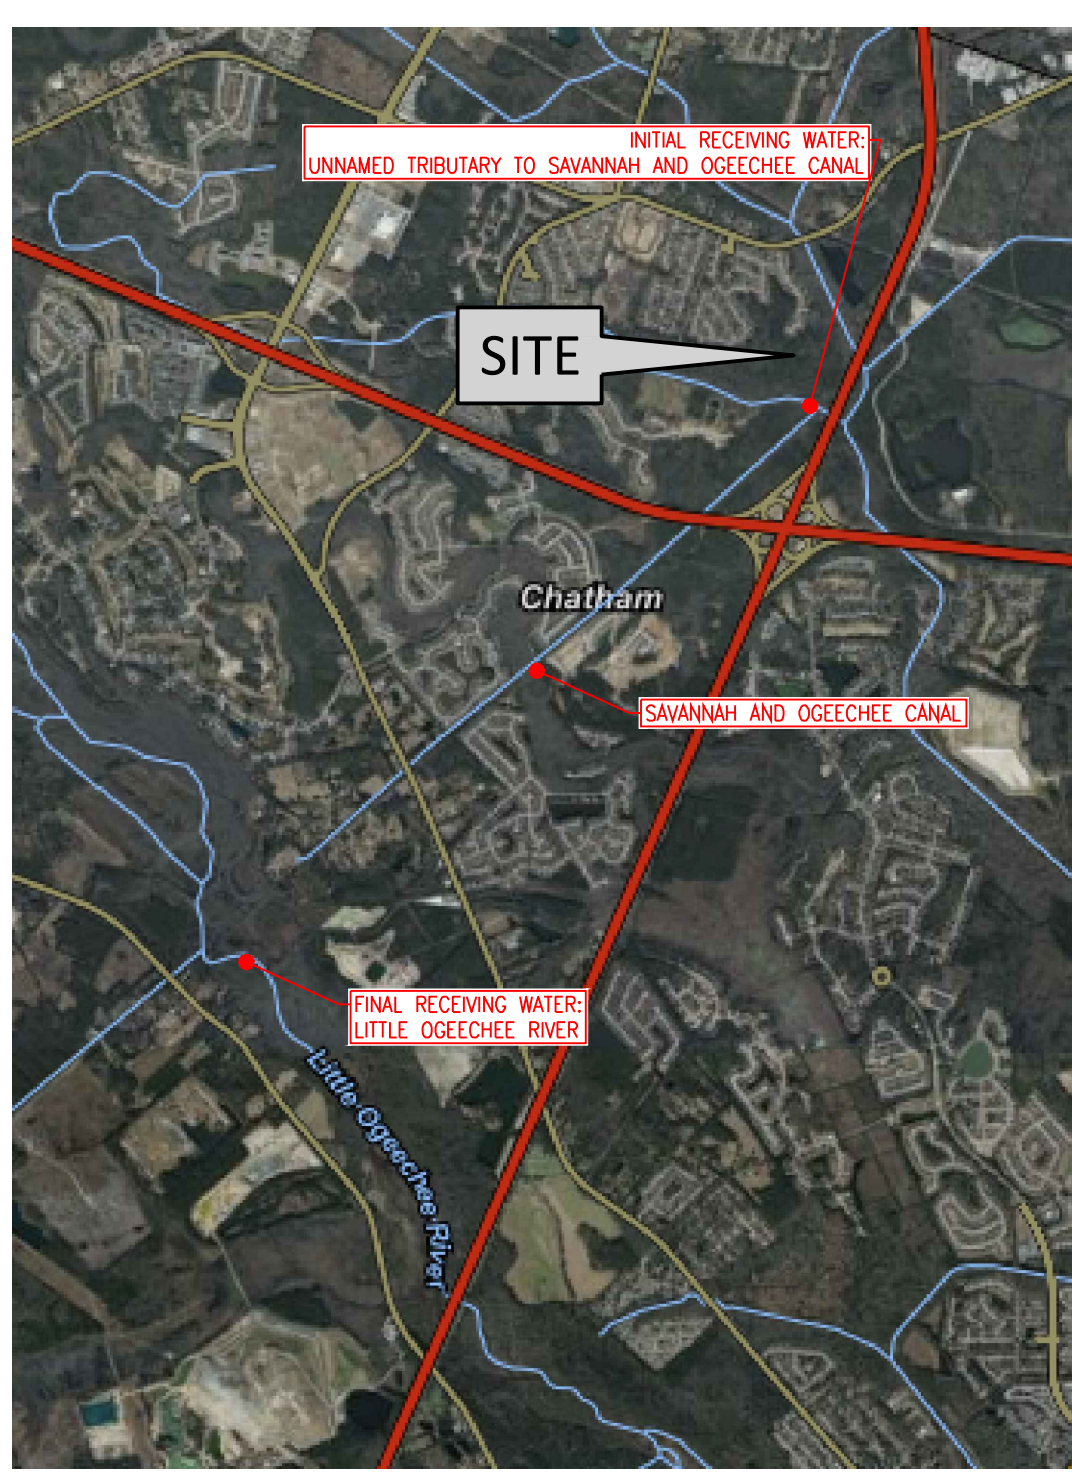 INITIAL RECEIVING WATER:
UNNAMED TRIBUTARY TO SAVANNAH AND OGEECHEE CANAL
SITE
Chatham
SAVANNAH AND OGEECHEE CANAL
FINAL RECEIVING WATER:
LITTLE OGEECHEE RIVER
Little Ogeechee River